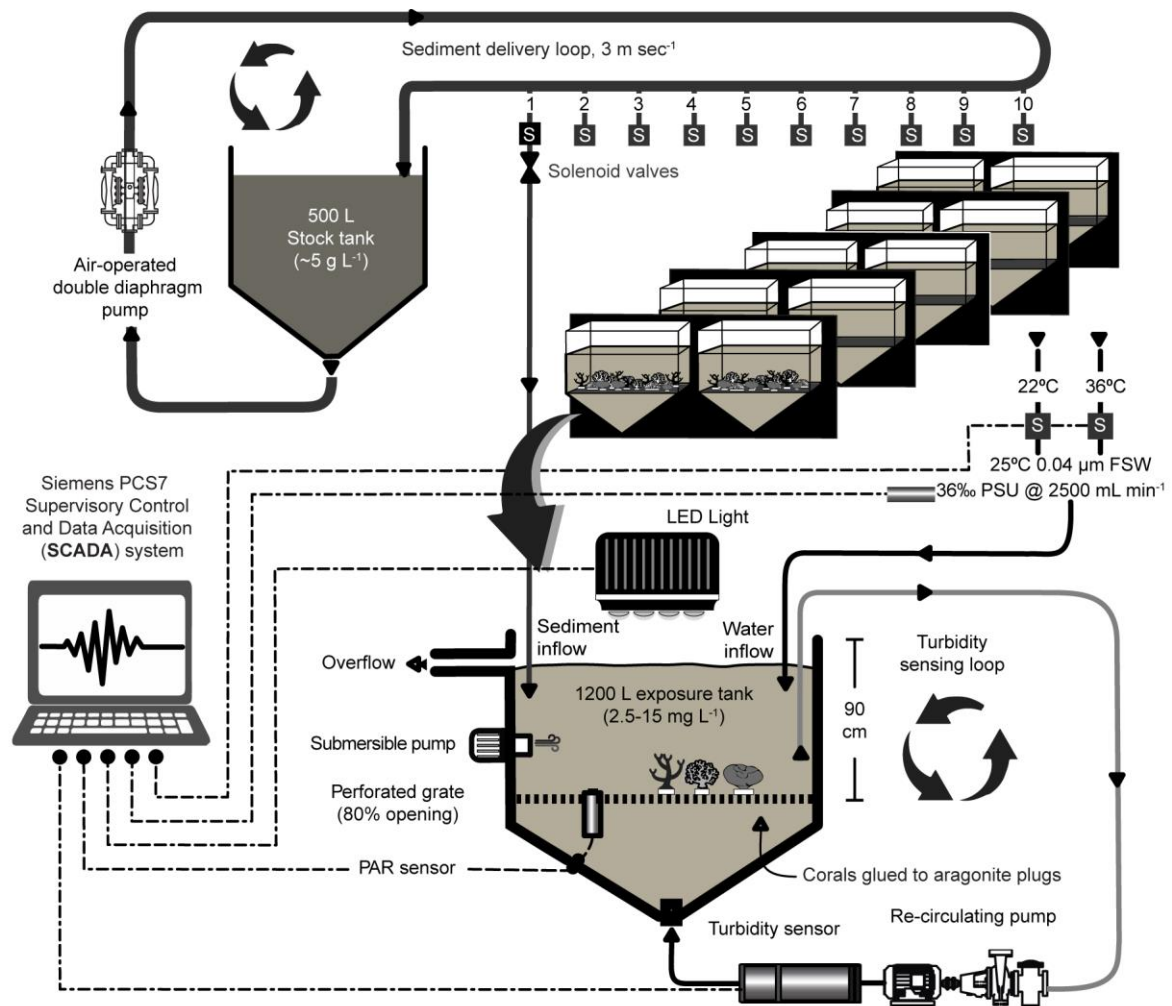 Sediment delivery loop, 3 m sec⁻¹
1 2 3 4 5 6 7 8 9 10
S S S S S S S S S S
Solenoid valves
500 L
Stock tank
(~5 g L⁻¹)
Air-operated
double diaphragm
pump
22ºC 36ºC
S S
25ºC 0.04 µm FSW
36‰ PSU @ 2500 mL min⁻¹
Siemens PCS7
Supervisory Control
and Data Acquisition
(SCADA) system
LED Light
Sediment
inflow
Water
inflow
Turbidity
sensing loop
Overflow
1200 L exposure tank
(2.5-15 mg L⁻¹)
90
cm
Submersible pump
Perforated grate
(80% opening)
PAR sensor
Corals glued to aragonite plugs
Turbidity sensor
Re-circulating pump